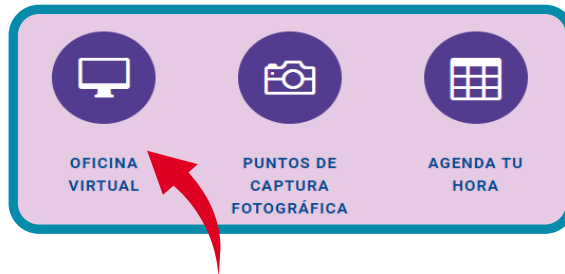 OFICINA
VIRTUAL
PUNTOS DE
CAPTURA
FOTOGRÁFICA
AGENDA TU
HORA